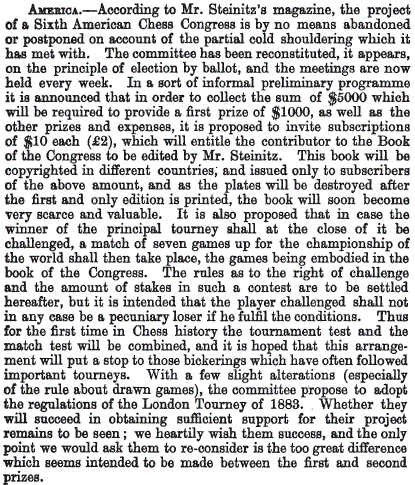 AMERICA.—According to Mr. Steinitz's magazine, the project
of a Sixth American Chess Congress is by no means abandoned
or postponed on account of the partial cold shouldering which it
has met with. The committee has been reconstituted, it appears,
on the principle of election by ballot, and the meetings are now
held every week. In a sort of informal preliminary programme
it is announced that in order to collect the sum of $5000 which
will be required to provide a first prize of $1000, as well as the
other prizes and expenses, it is proposed to invite subscriptions
of $10 each (£2), which will entitle the contributor to the Book
of the Congress to be edited by Mr. Steinitz. This book will be
copyrighted in different countries, and issued only to subscribers
of the above amount, and as the plates will be destroyed after
the first and only edition is printed, the book will soon become
very scarce and valuable. It is also proposed that in case the
winner of the principal tourney shall at the close of it be
challenged, a match of seven games up for the championship of
the world shall then take place, the games being embodied in the
book of the Congress. The rules as to the right of challenge
and the amount of stakes in such a contest are to be settled
hereafter, but it is intended that the player challenged shall not
in any case be a pecuniary loser if he fulfil the conditions. Thus
for the first time in Chess history the tournament test and the
match test will be combined, and it is hoped that this arrange-
ment will put a stop to those bickerings which have often followed
important tourneys. With a few slight alterations (especially
of the rule about drawn games), the committee propose to adopt
the regulations of the London Tourney of 1883. Whether they
will succeed in obtaining sufficient support for their project
remains to be seen; we heartily wish them success, and the only
point we would ask them to re-consider is the too great difference
which seems intended to be made between the first and second
prizes.